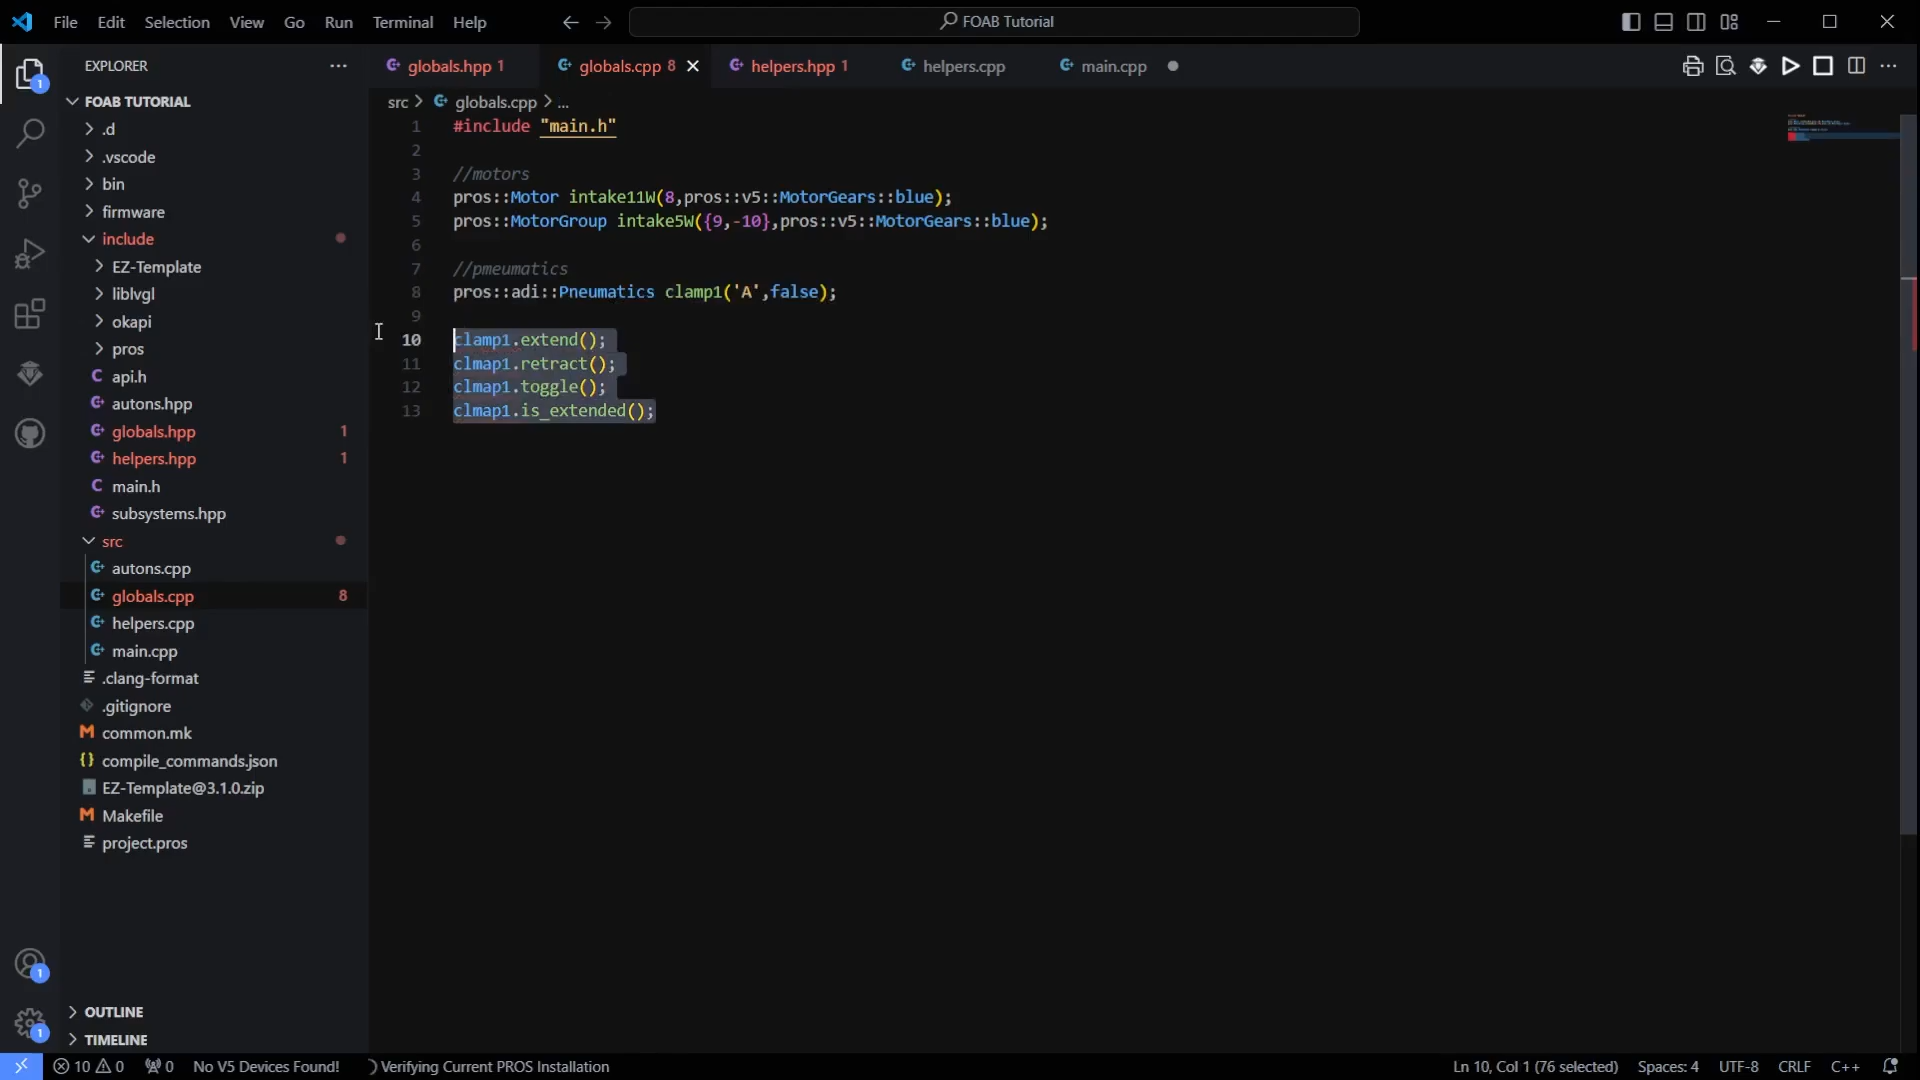 File Edit Selection View Go Run Terminal Help
FOAB Tutorial
EXPLORER
globals.hpp 1
globals.cpp 8
helpers.hpp 1
helpers.cpp
main.cpp
FOAB TUTORIAL
.d
.vscode
bin
firmware
include
EZ-Template
liblvgl
okapi
pros
api.h
autons.hpp
globals.hpp 1
helpers.hpp 1
main.h
subsystems.hpp
src
autons.cpp
globals.cpp 8
helpers.cpp
main.cpp
.clang-format
.gitignore
common.mk
compile_commands.json
EZ-Template@3.1.0.zip
Makefile
project.pros
OUTLINE
TIMELINE
1
1
1
src > globals.cpp > ...
1 #include "main.h"
2
3 //motors
4 pros::Motor intake11W(8,pros::v5::MotorGears::blue);
5 pros::MotorGroup intake5W({9,-10},pros::v5::MotorGears::blue);
6
7 //pmeumatics
8 pros::adi::Pneumatics clamp1('A',false);
9
10 clamp1.extend();
11 clmap1.retract();
12 clmap1.toggle();
13 clmap1.is_extended();
10 0 0 No V5 Devices Found! Verifying Current PROS Installation
Ln 10, Col 1 (76 selected) Spaces: 4 UTF-8 CRLF C++